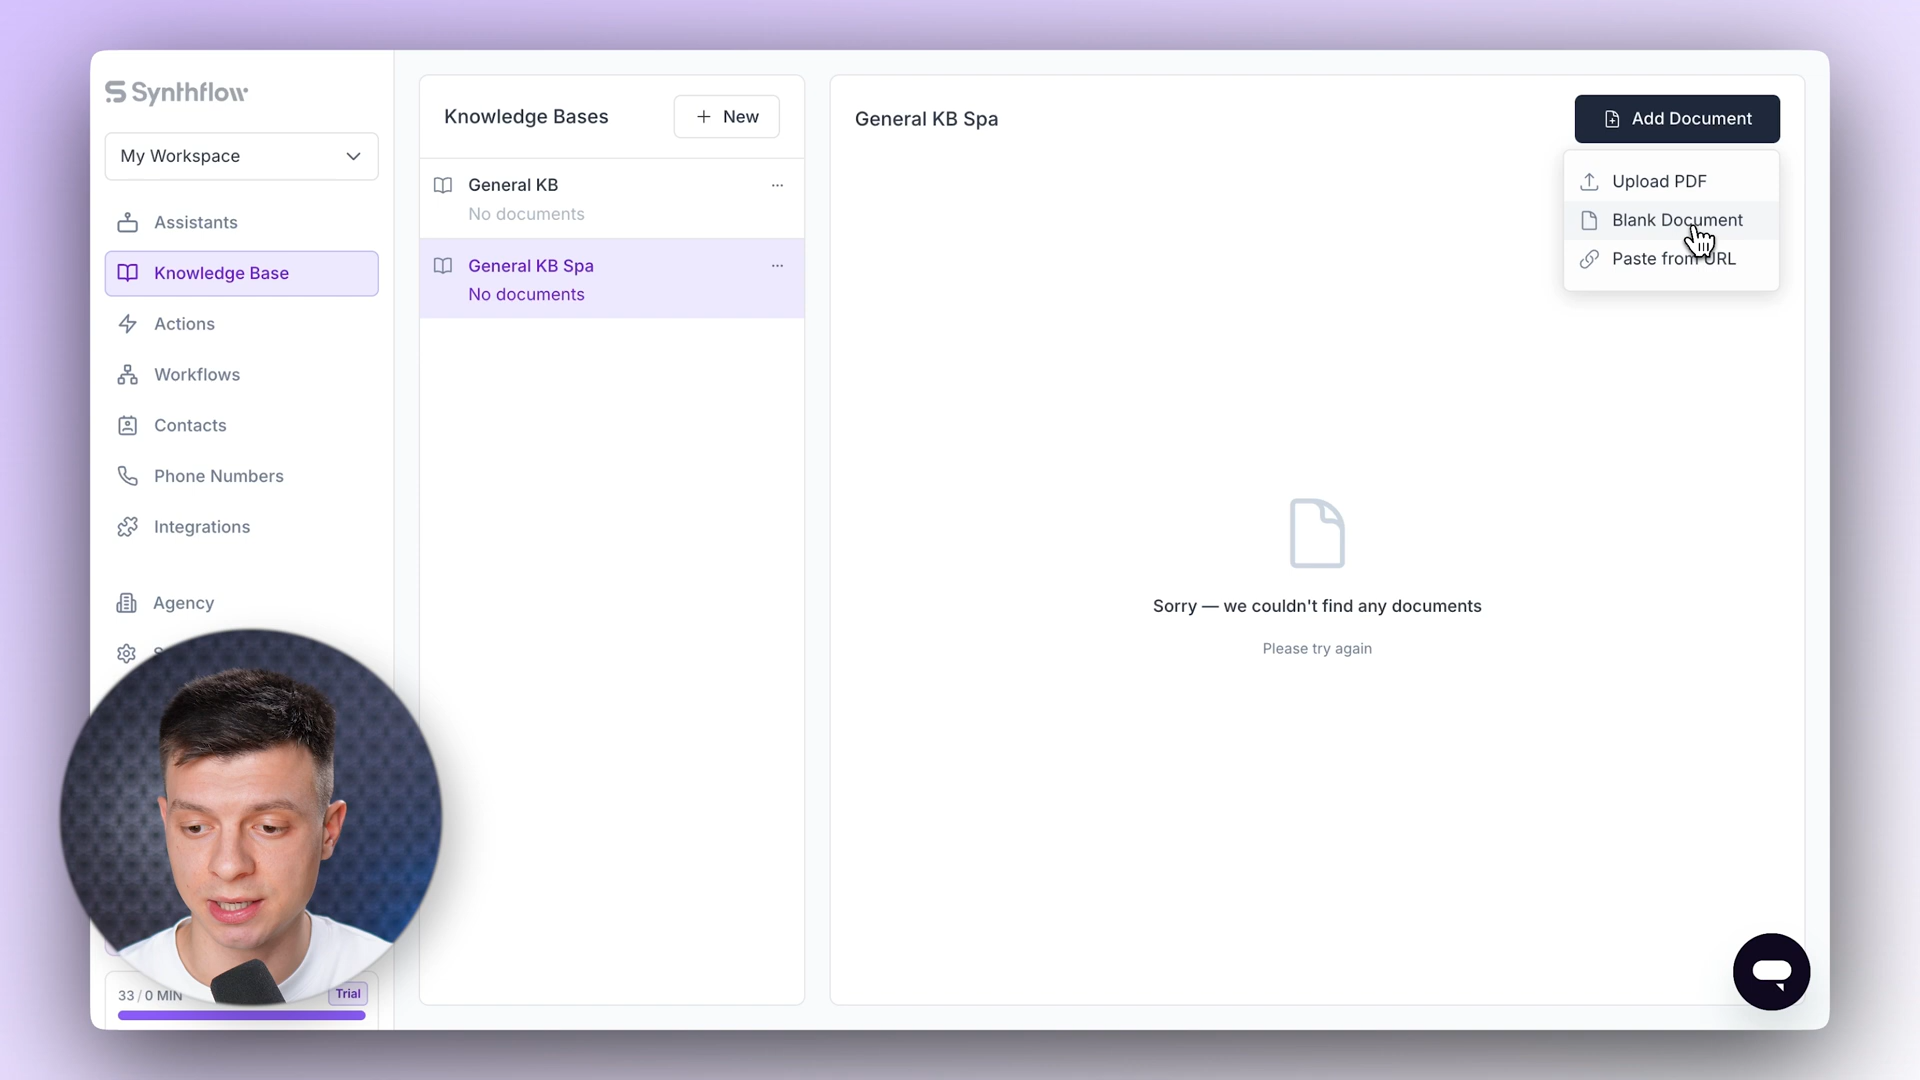 Synthflow
My Workspace
Assistants
Knowledge Base
Actions
Workflows
Contacts
Phone Numbers
Integrations
Agency
33 / 0 MIN
Trial
Knowledge Bases
New
General KB
No documents
General KB Spa
No documents
General KB Spa
Add Document
Upload PDF
Blank Document
Paste from URL
Sorry — we couldn't find any documents
Please try again